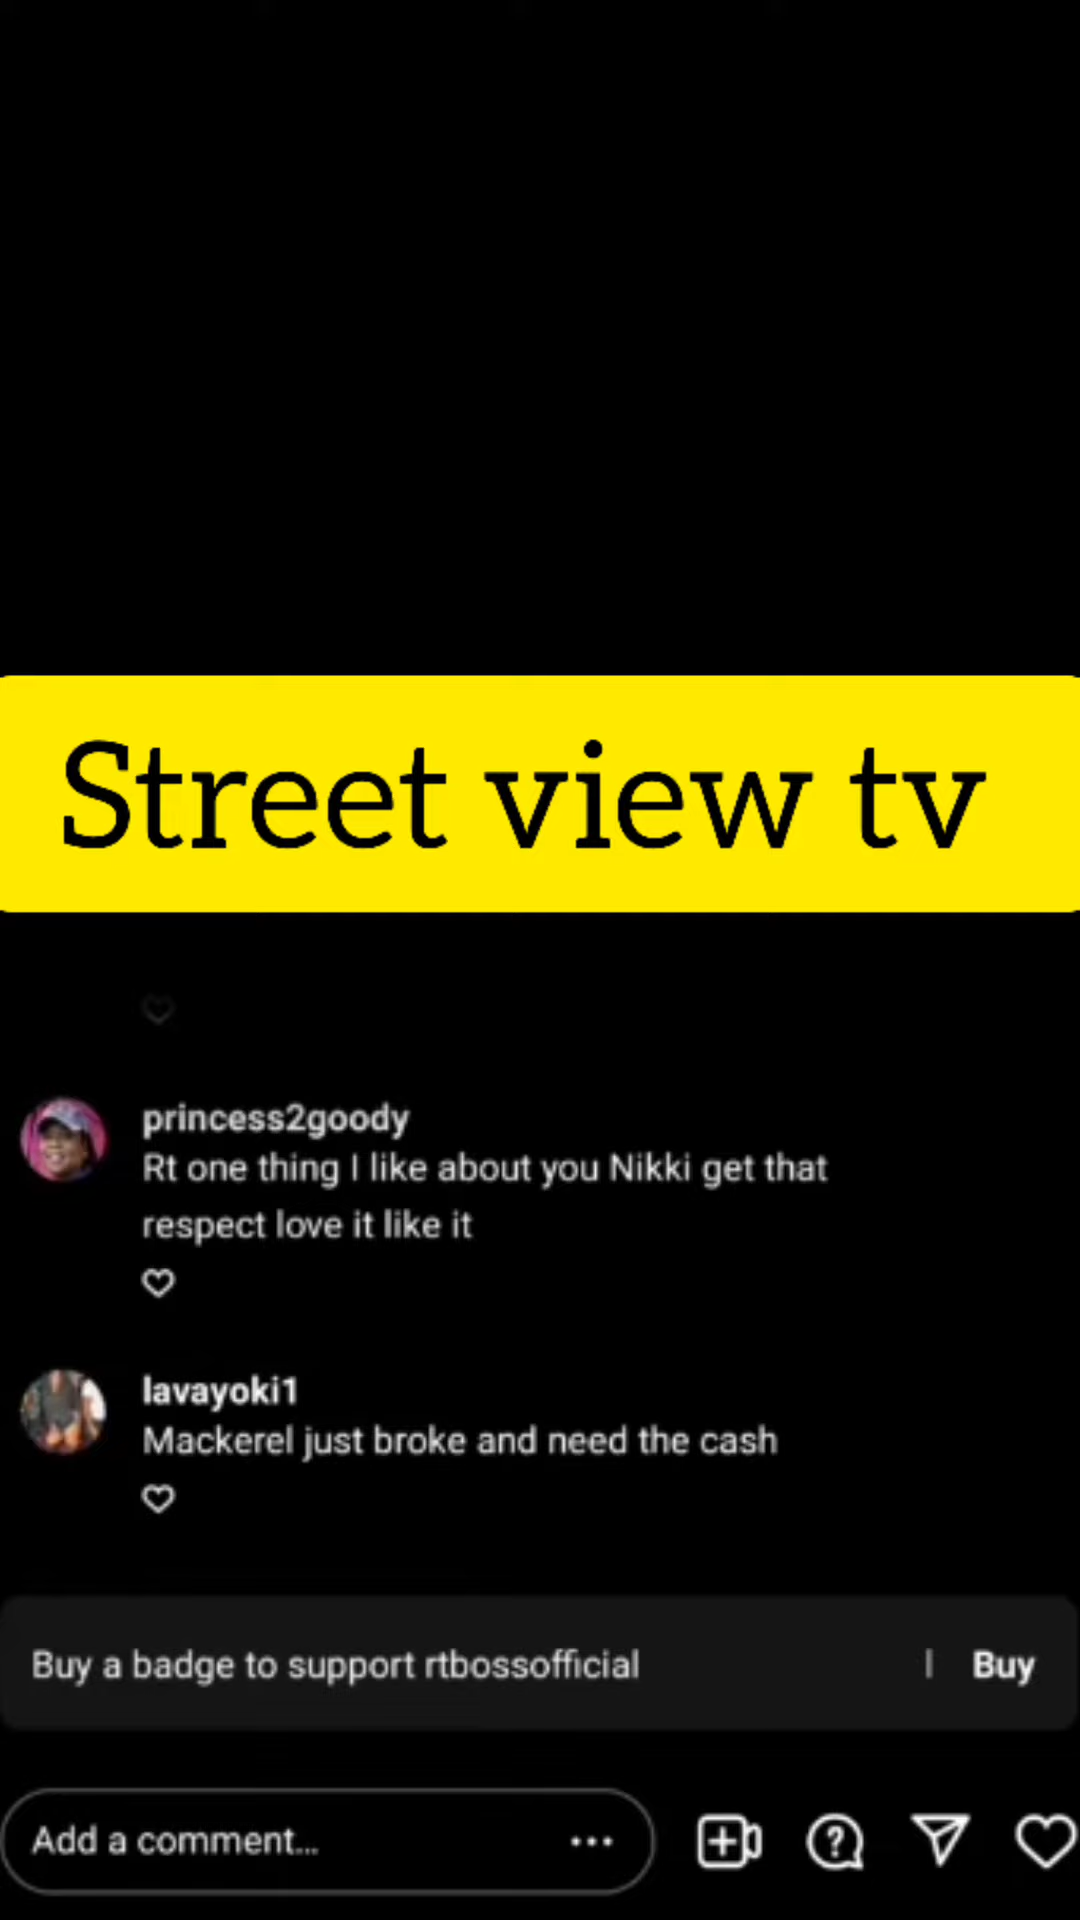 Street view tv
princess2goody
Rt one thing I like about you Nikki get that
respect love it like it
lavayoki1
Mackerel just broke and need the cash
Buy a badge to support rtbossofficial | Buy
Add a comment...